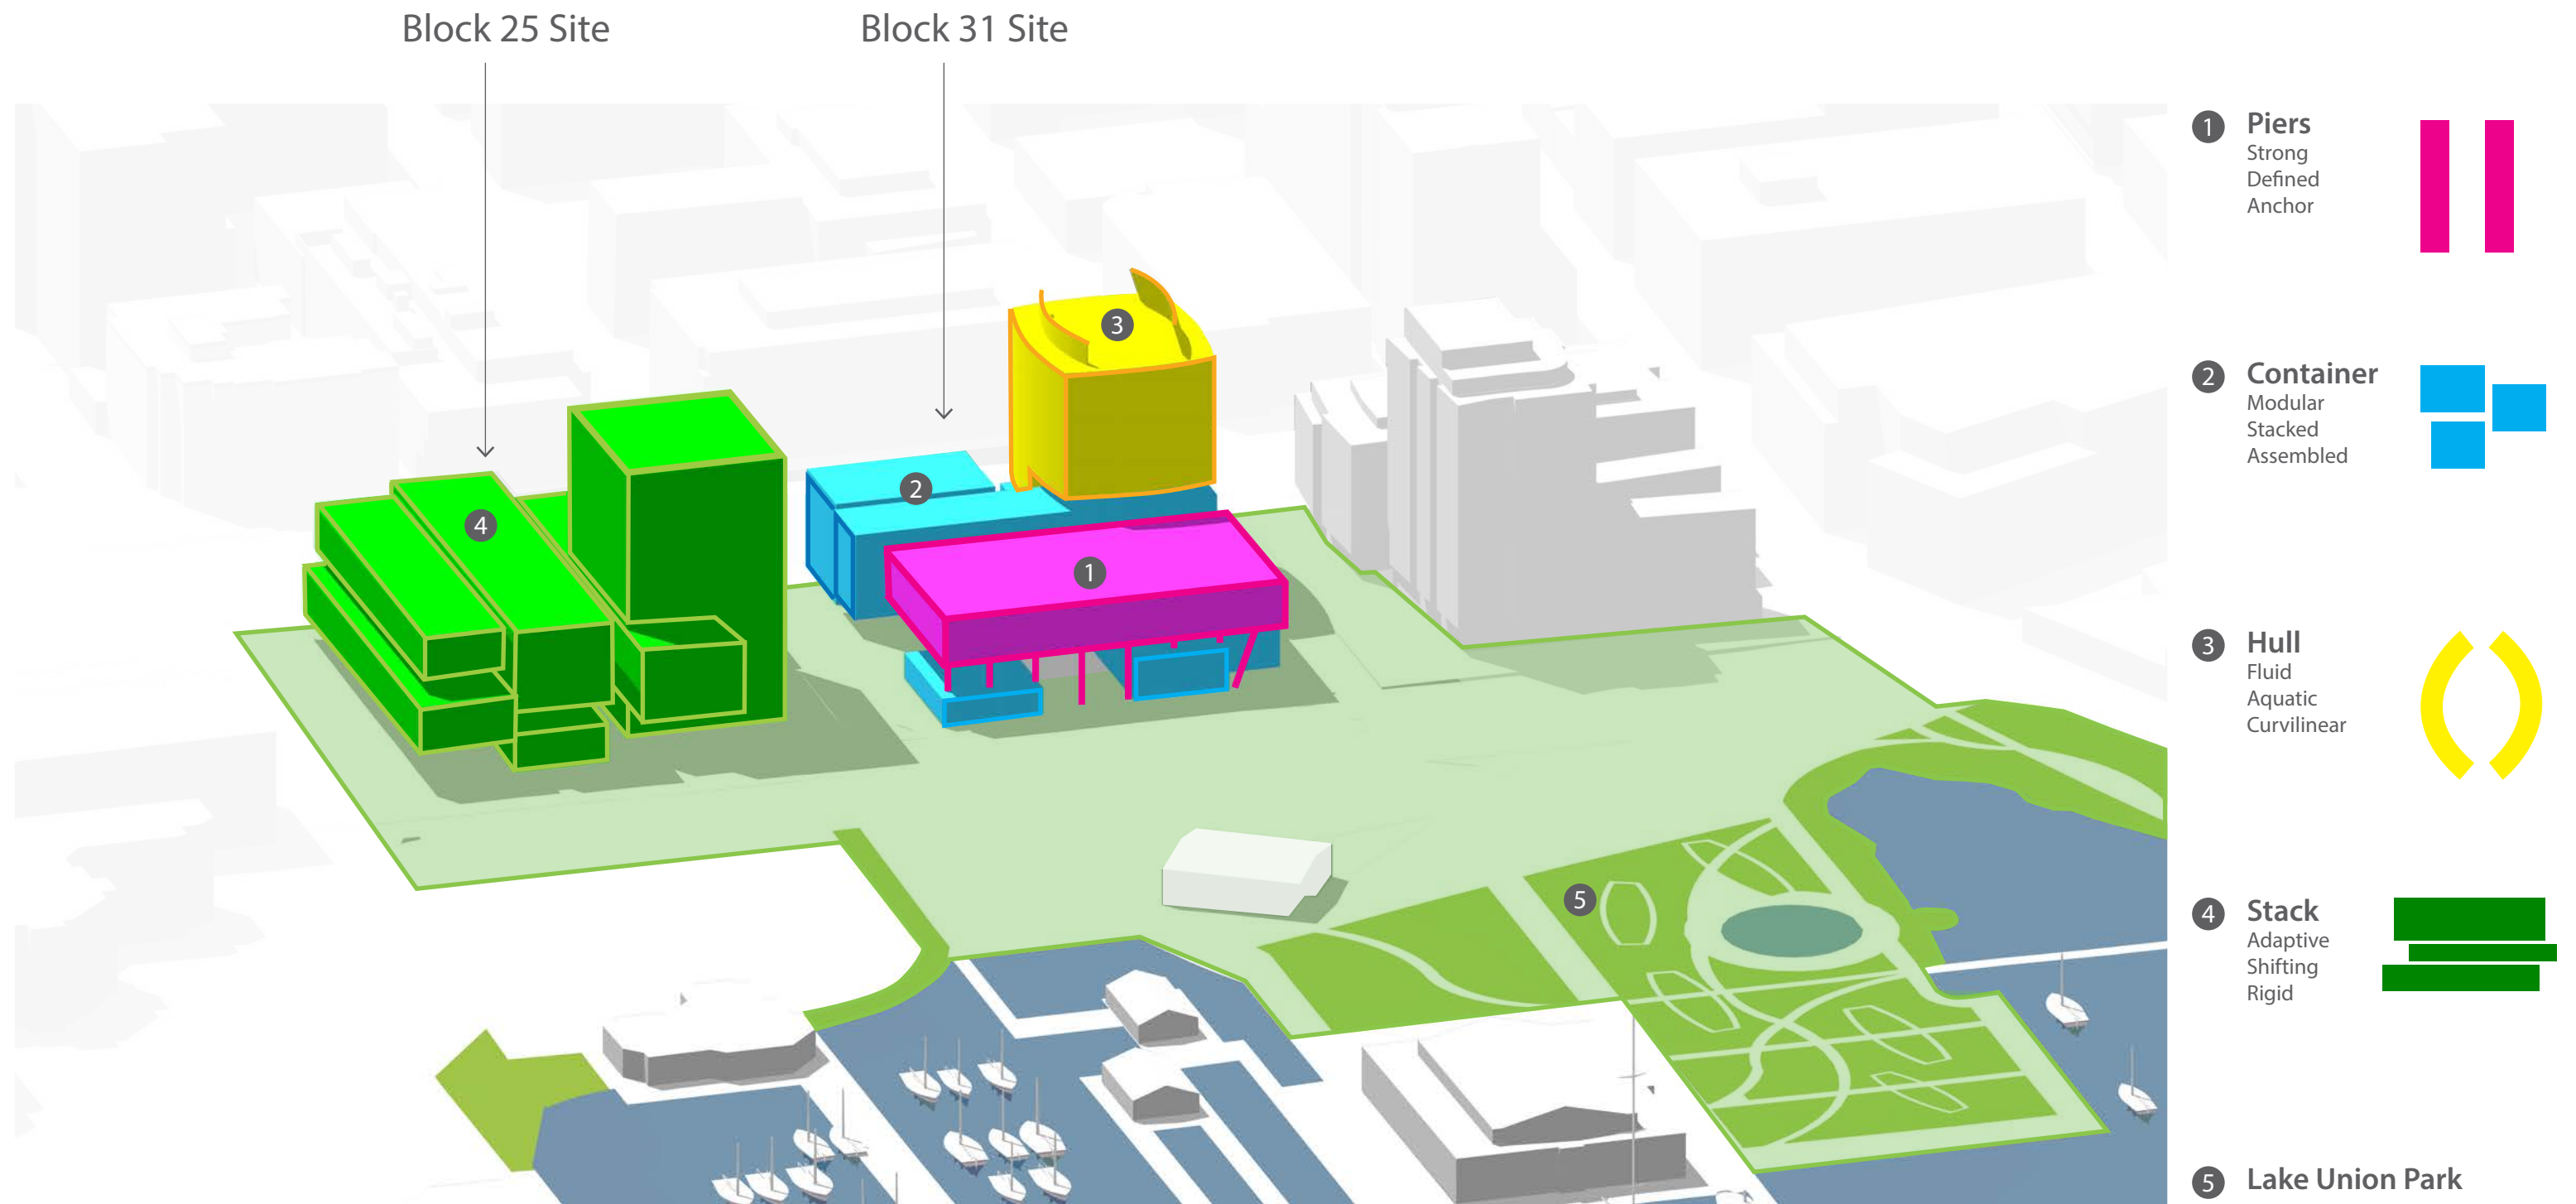 Block 25 Site
Block 31 Site
3
2
4
1
5
1 Piers
Strong
Defined
Anchor
2 Container
Modular
Stacked
Assembled
3 Hull
Fluid
Aquatic
Curvilinear
4 Stack
Adaptive
Shifting
Rigid
5 Lake Union Park